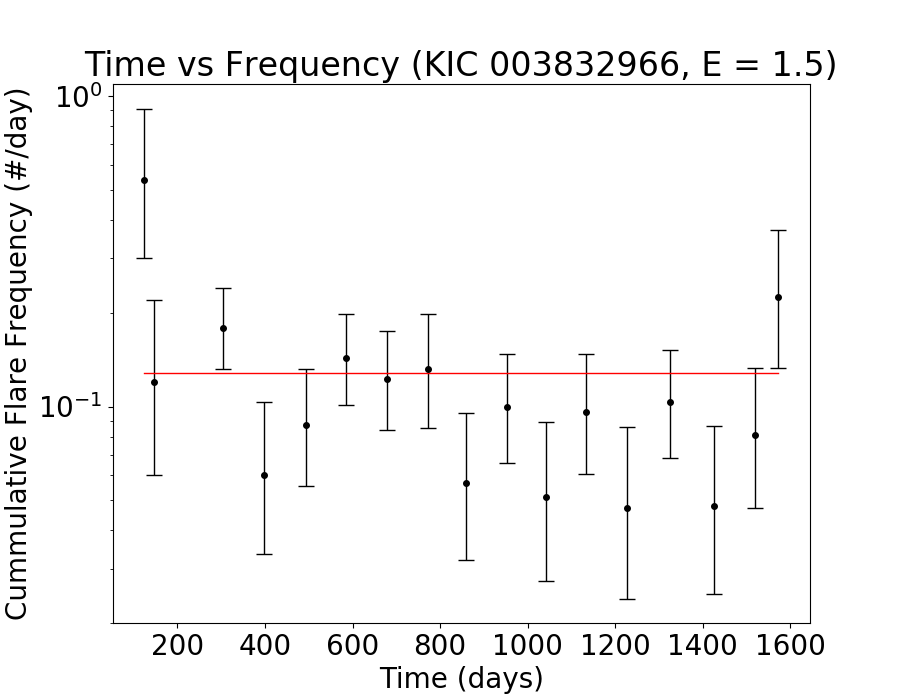 Time vs Frequency (KIC 003832966, E = 1.5)
Cummulative Flare Frequency (#/day)
10⁰
10⁻¹
200 400 600 800 1000 1200 1400 1600
Time (days)